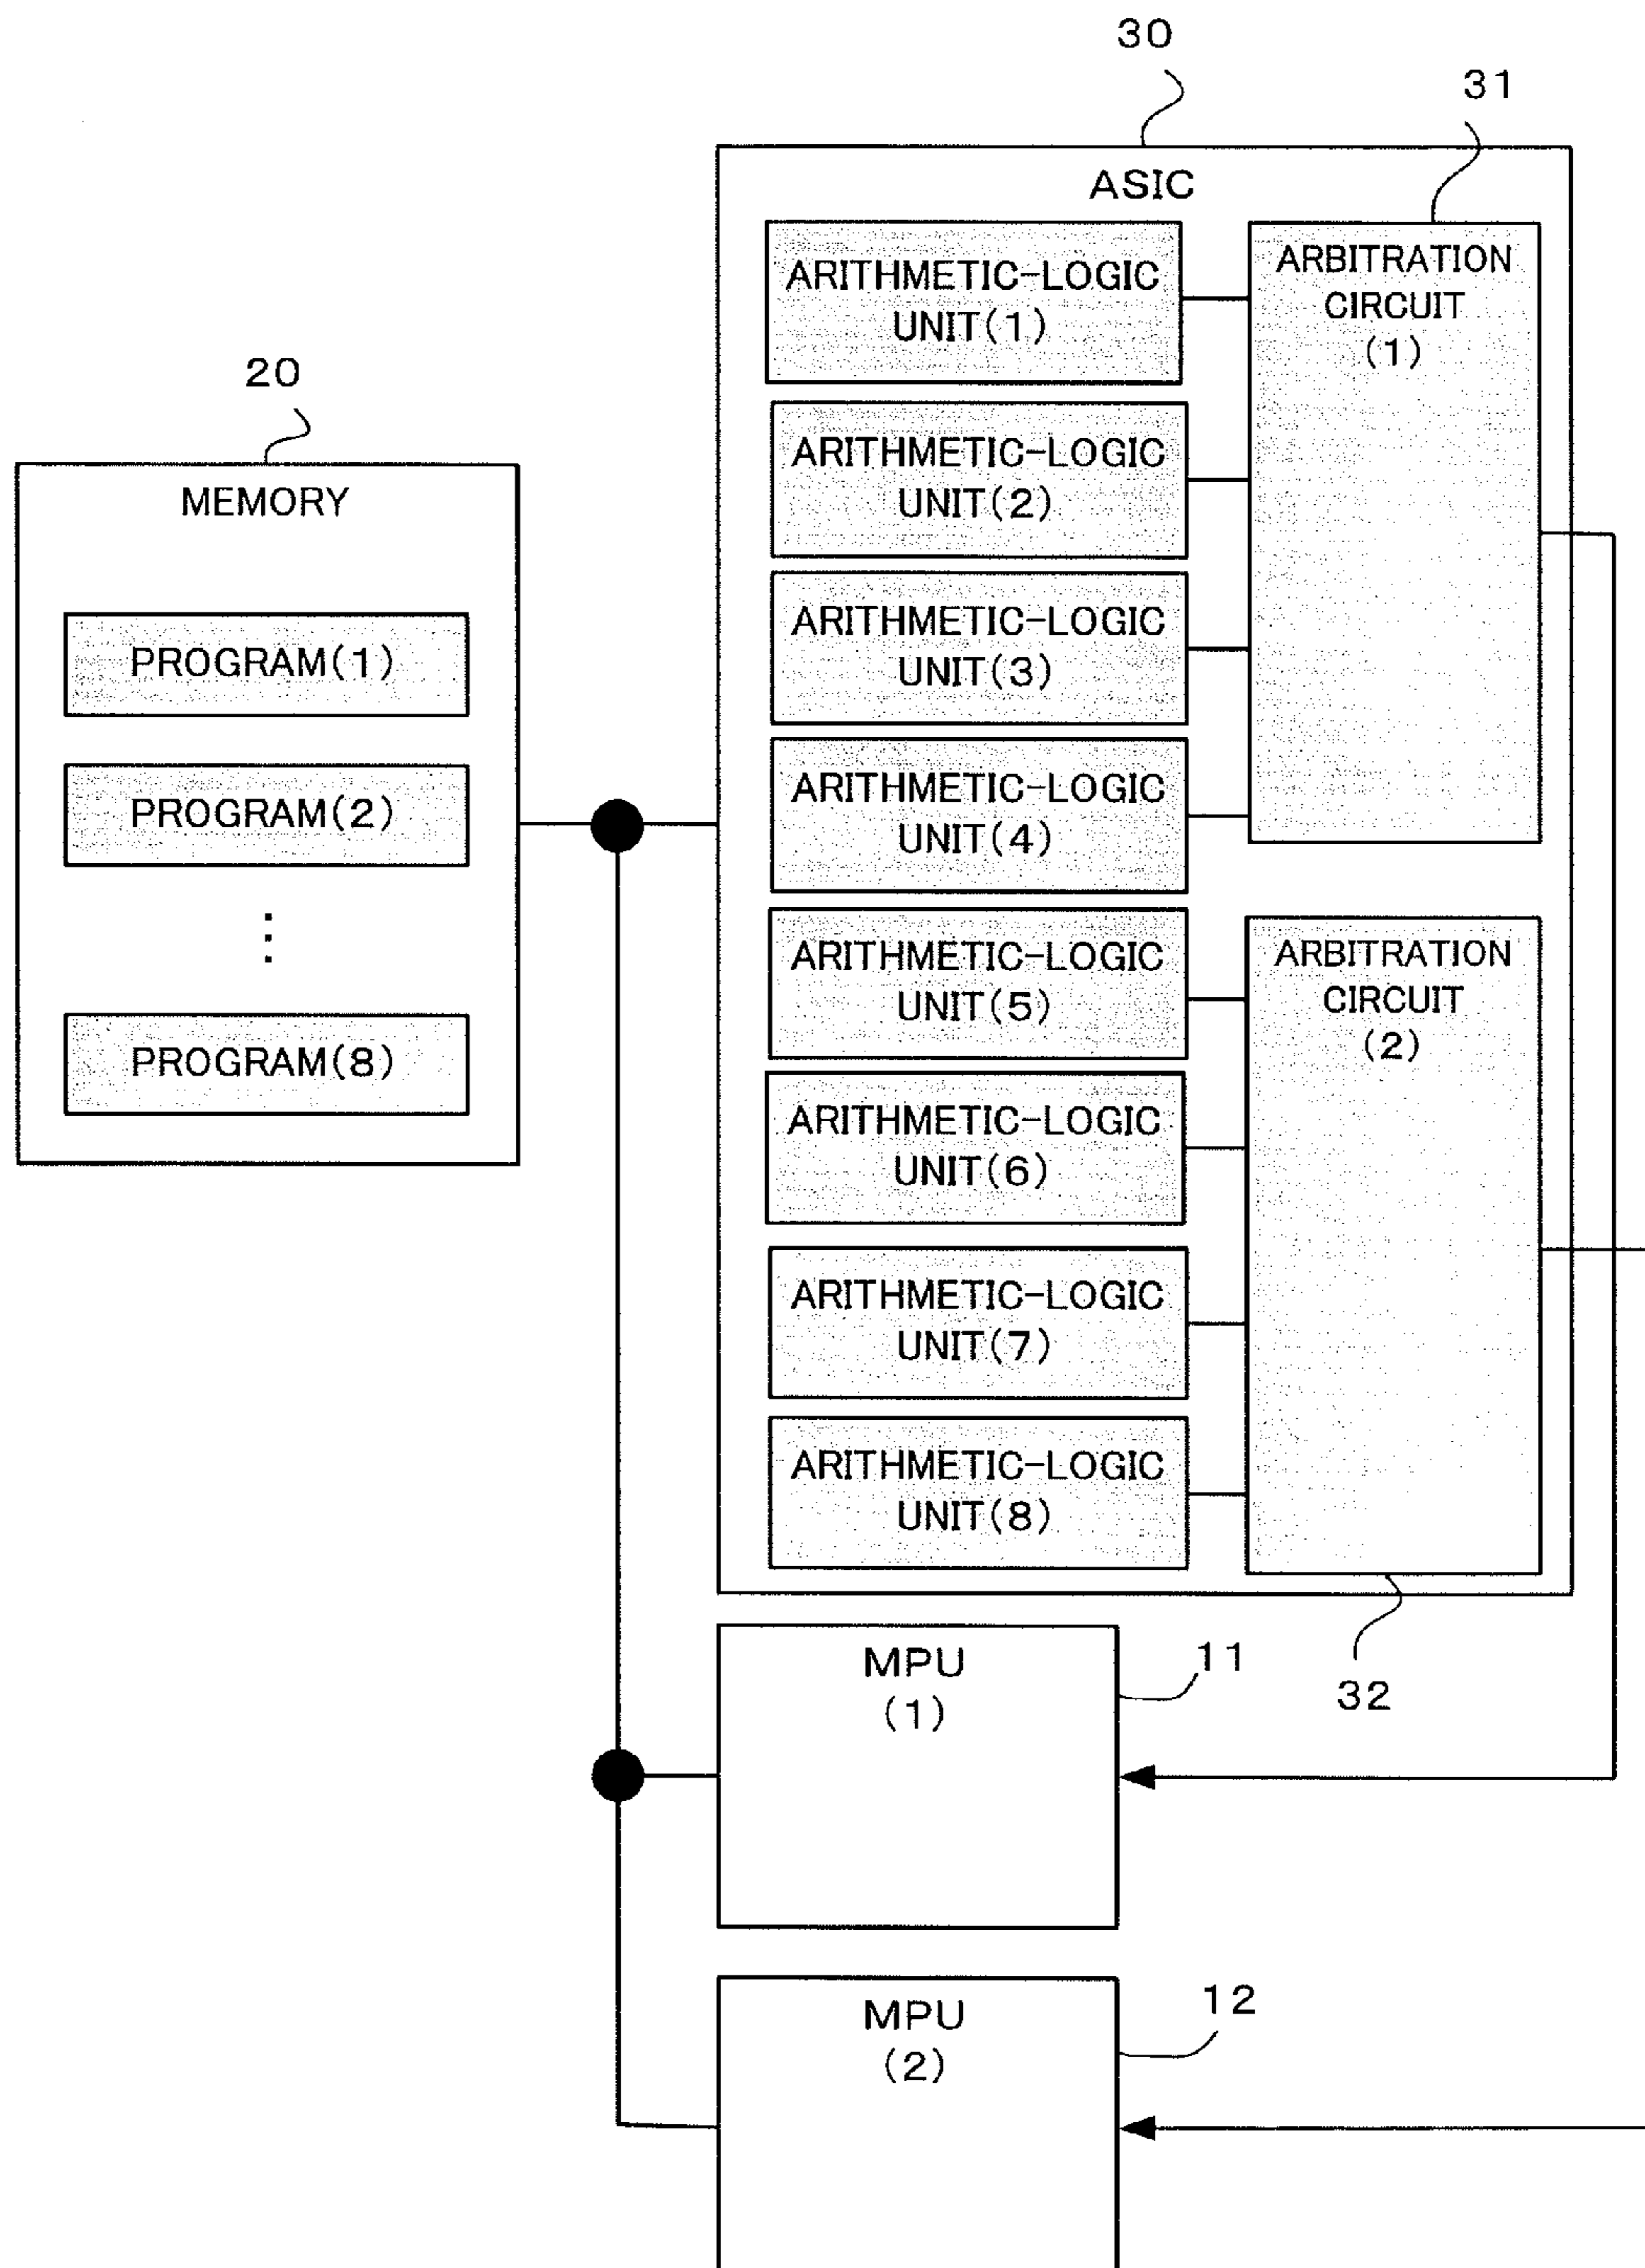 30
31
ASIC
ARITHMETIC-LOGIC
UNIT(1)
ARBITRATION
CIRCUIT
(1)
20
MEMORY
ARITHMETIC-LOGIC
UNIT(2)
ARITHMETIC-LOGIC
UNIT(3)
PROGRAM(1)
PROGRAM(2)
ARITHMETIC-LOGIC
UNIT(4)
PROGRAM(8)
ARITHMETIC-LOGIC
UNIT(5)
ARBITRATION
CIRCUIT
(2)
ARITHMETIC-LOGIC
UNIT(6)
ARITHMETIC-LOGIC
UNIT(7)
ARITHMETIC-LOGIC
UNIT(8)
MPU
(1)
11
32
MPU
(2)
12